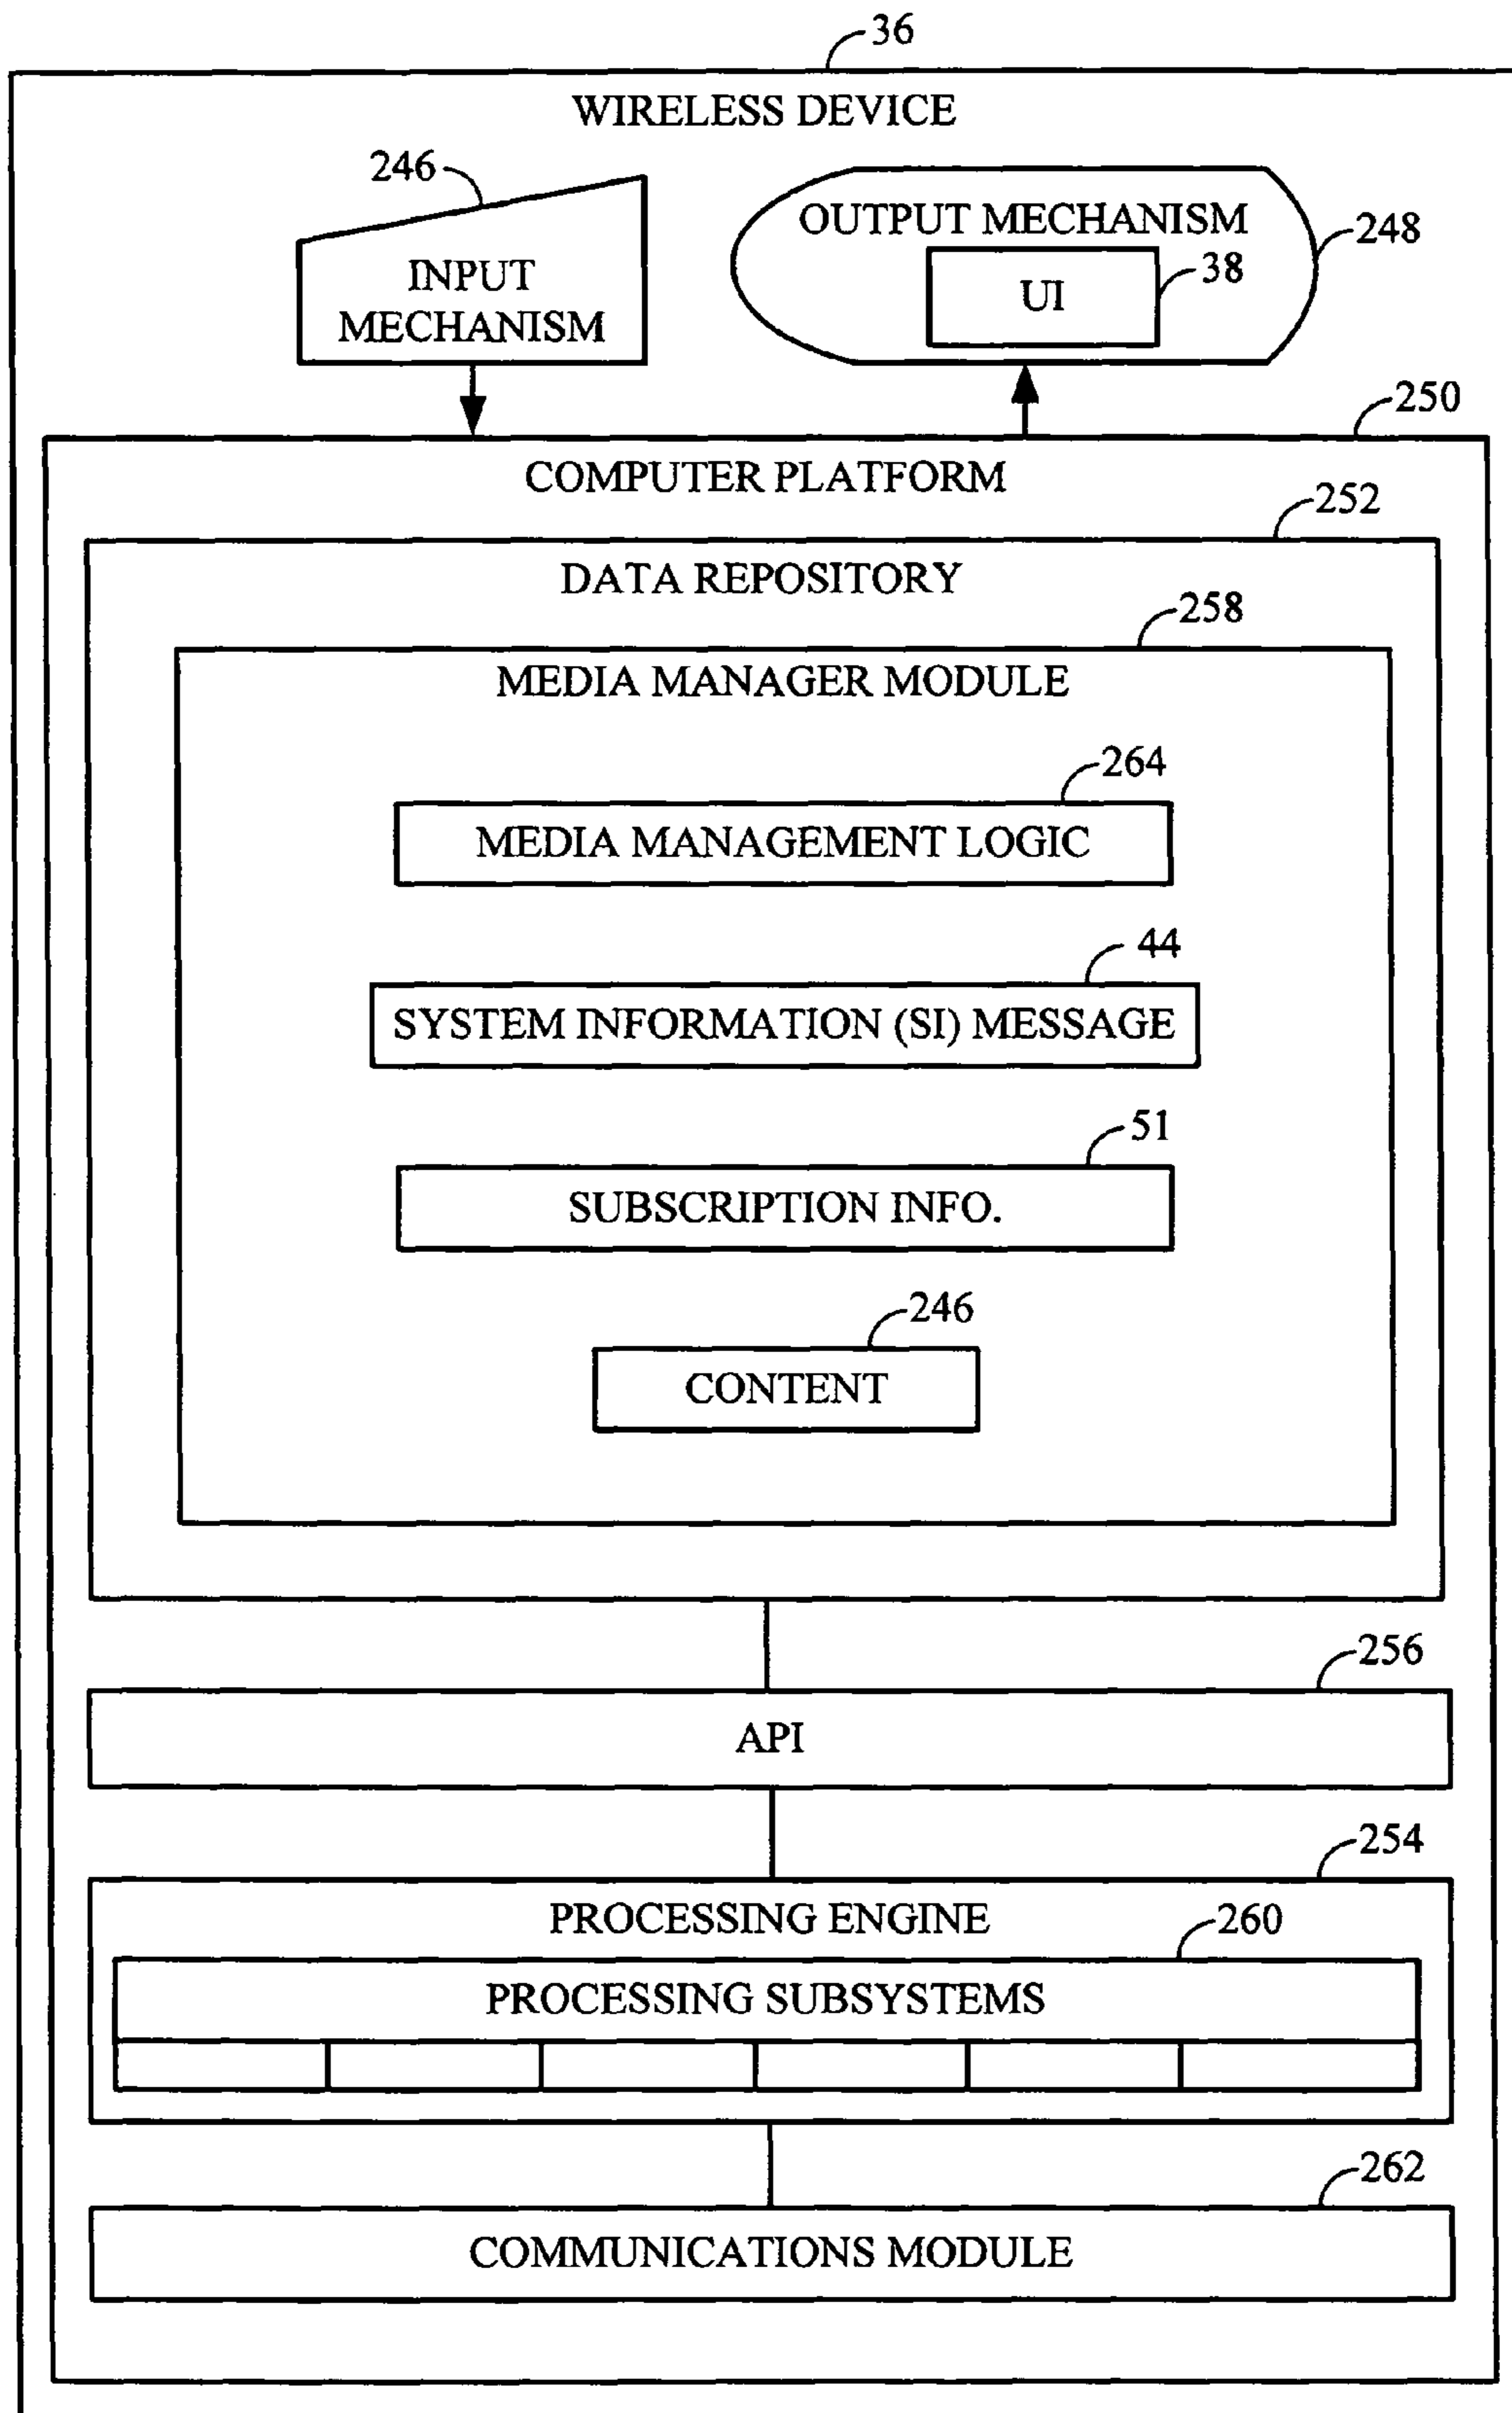 36
WIRELESS DEVICE
246
INPUT
MECHANISM
OUTPUT MECHANISM
248
UI
38
250
COMPUTER PLATFORM
252
DATA REPOSITORY
258
MEDIA MANAGER MODULE
264
MEDIA MANAGEMENT LOGIC
44
SYSTEM INFORMATION (SI) MESSAGE
51
SUBSCRIPTION INFO.
246
CONTENT
256
API
254
PROCESSING ENGINE
260
PROCESSING SUBSYSTEMS
262
COMMUNICATIONS MODULE